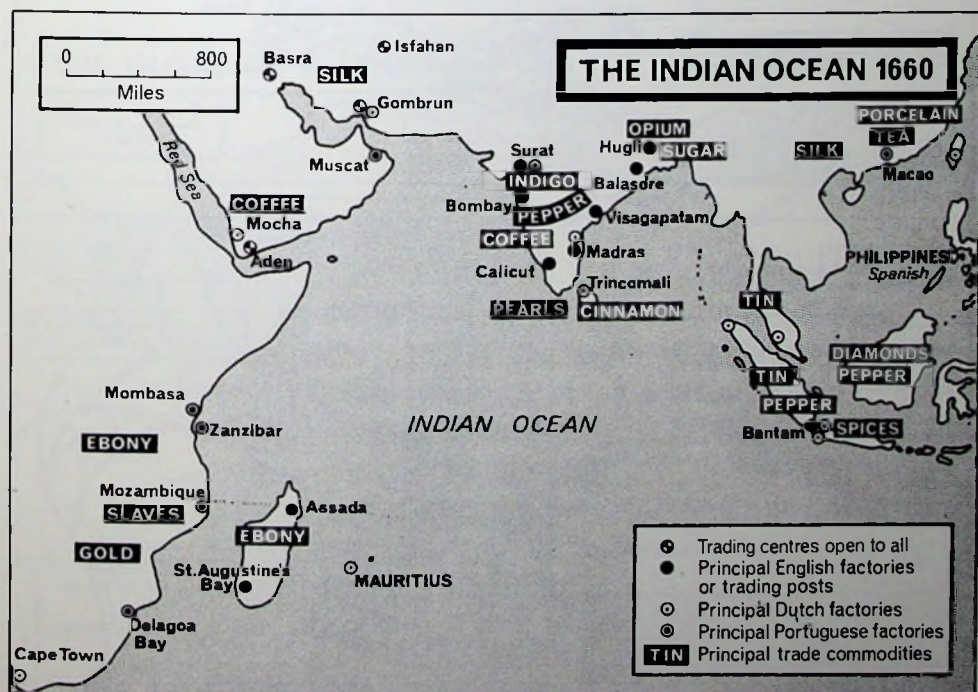 THE INDIAN OCEAN 1660
0 800
Miles
Isfahan
Basra
SILK
Gombrun
Muscat
Red Sea
COFFEE
Mocha
Aden
Surat
INDIGO
Bombay
PEPPER
COFFEE
Calicut
PEARLS
OPIUM
Hugli
SUGAR
Balasore
Visagapatam
Madras
Trincomali
CINNAMON
PORCELAIN
TEA
SILK
Macao
PHILIPPINES
Spanish
TIN
DIAMONDS
PEPPER
TIN
PEPPER
Bantam
SPICES
Mombasa
Zanzibar
EBONY
INDIAN OCEAN
Mozambique
SLAVES
Assada
GOLD
EBONY
St. Augustine's
Bay
MAURITIUS
Delagoa
Bay
Cape Town
Trading centres open to all
Principal English factories
or trading posts
Principal Dutch factories
Principal Portuguese factories
TIN Principal trade commodities